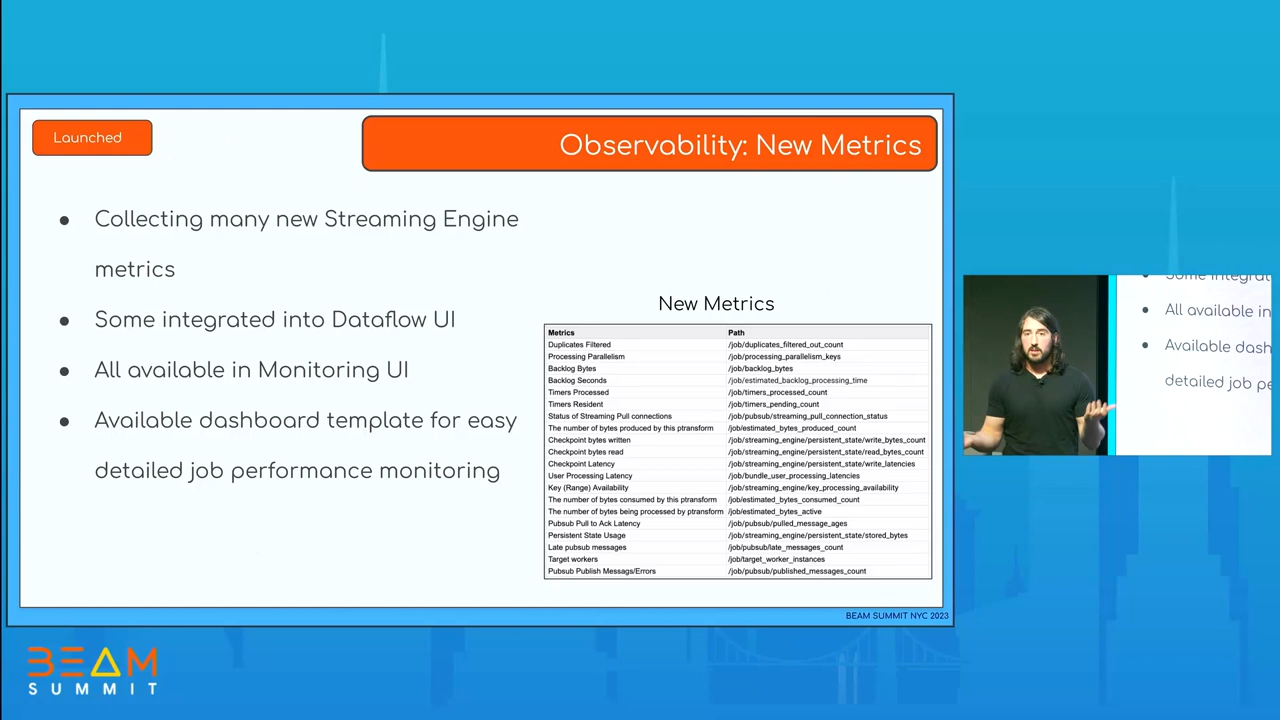 Launched
Observability: New Metrics
● Collecting many new Streaming Engine
metrics
● Some integrated into Dataflow UI
● All available in Monitoring UI
● Available dashboard template for easy
detailed job performance monitoring
New Metrics
Metrics Path
Duplicates Filtered /job/duplicates_filtered_out_count
Processing Parallelism /job/processing_parallelism_keys
Backlog Bytes /job/backlog_bytes
Backlog Seconds /job/estimated_backlog_processing_time
Timers Processed /job/timers_processed_count
Timers Resident /job/timers_pending_count
Status of Streaming Pull connections /job/pubsub/streaming_pull_connection_status
The number of bytes produced by this ptransform /job/estimated_bytes_produced_count
Checkpoint bytes written /job/streaming_engine/persistent_state/write_bytes_count
Checkpoint bytes read /job/streaming_engine/persistent_state/read_bytes_count
Checkpoint Latency /job/streaming_engine/persistent_state/write_latencies
User Processing Latency /job/bundle_user_processing_latencies
Key (Range) Availability /job/streaming_engine/key_processing_availability
The number of bytes consumed by this ptransform /job/estimated_bytes_consumed_count
The number of bytes being processed by ptransform /job/estimated_bytes_active
Pubsub Pull to Ack Latency /job/pubsub/pulled_message_ages
Persistent State Usage /job/streaming_engine/persistent_state/stored_bytes
Late pubsub messages /job/pubsub/late_messages_count
Target workers /job/target_worker_instances
Pubsub Publish Messags/Errors /job/pubsub/published_messages_count
BEAM SUMMIT NYC 2023
● Some integrat
● All available in
● Available dash
detailed job pe
BEAM
SUMMIT